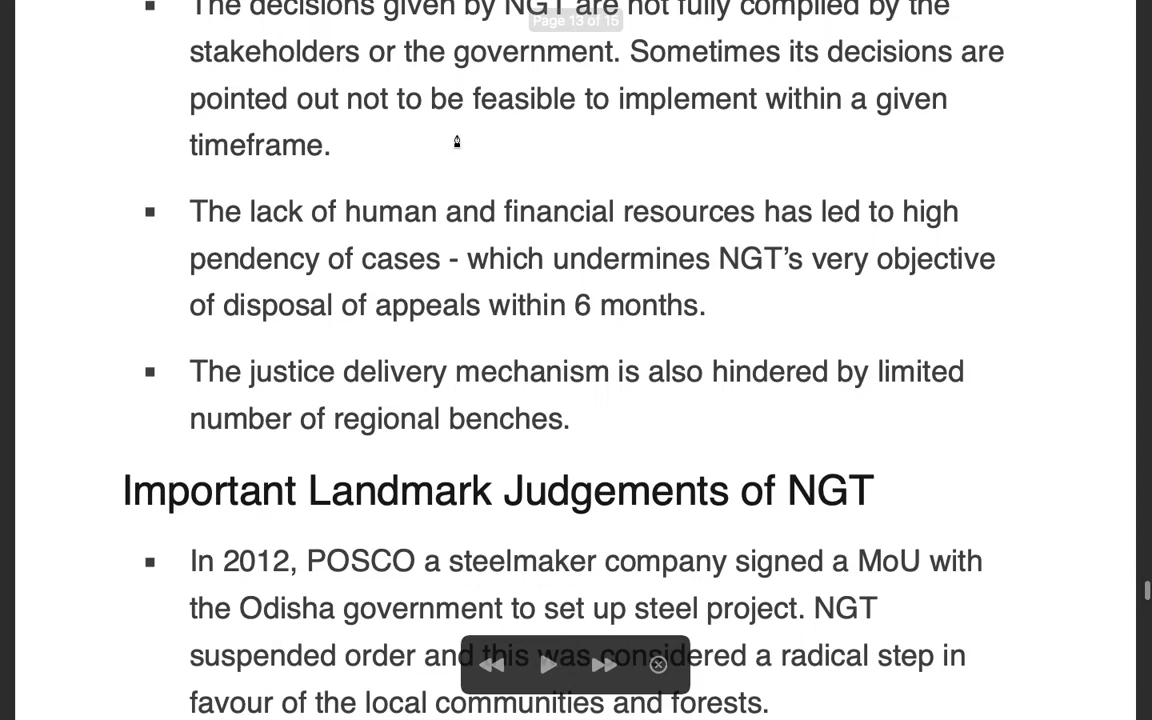 The decisions given by NGT are not fully complied by the
Page 13 of 15
stakeholders or the government. Sometimes its decisions are
pointed out not to be feasible to implement within a given
timeframe.
▪ The lack of human and financial resources has led to high
pendency of cases - which undermines NGT’s very objective
of disposal of appeals within 6 months.
▪ The justice delivery mechanism is also hindered by limited
number of regional benches.
Important Landmark Judgements of NGT
▪ In 2012, POSCO a steelmaker company signed a MoU with
the Odisha government to set up steel project. NGT
suspended order and this was considered a radical step in
favour of the local communities and forests.